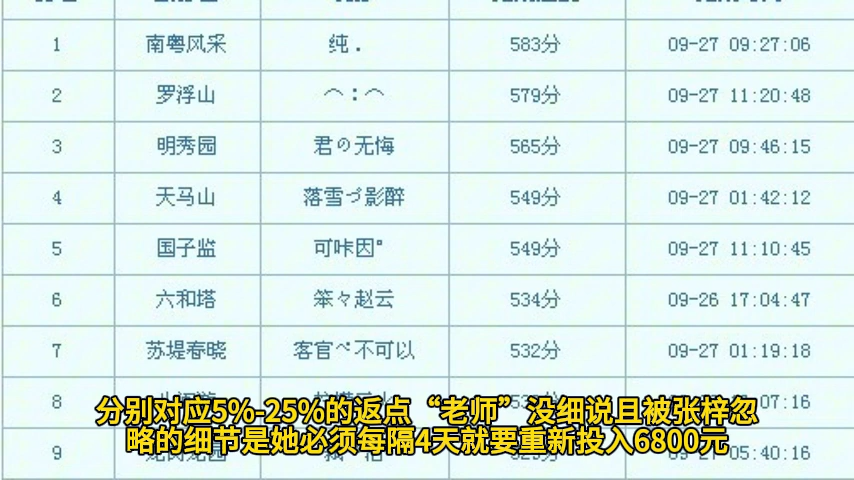 1 南粤风采 纯. 583分 09-27 09:27:06
2 罗浮山 ︵:︵ 579分 09-27 11:20:48
3 明秀园 君の无悔 565分 09-27 09:46:15
4 天马山 落雪づ影醉 549分 09-27 01:42:12
5 国子监 可咔因° 549分 09-27 11:10:45
6 六和塔 笨々赵云 534分 09-26 17:04:47
7 苏堤春晓 客官ベ不可以 532分 09-27 01:19:18
8 07:16
分别对应5%-25%的返点“老师”没细说且被张梓忽
略的细节是她必须每隔4天就要重新投入6800元
9 05:40:16